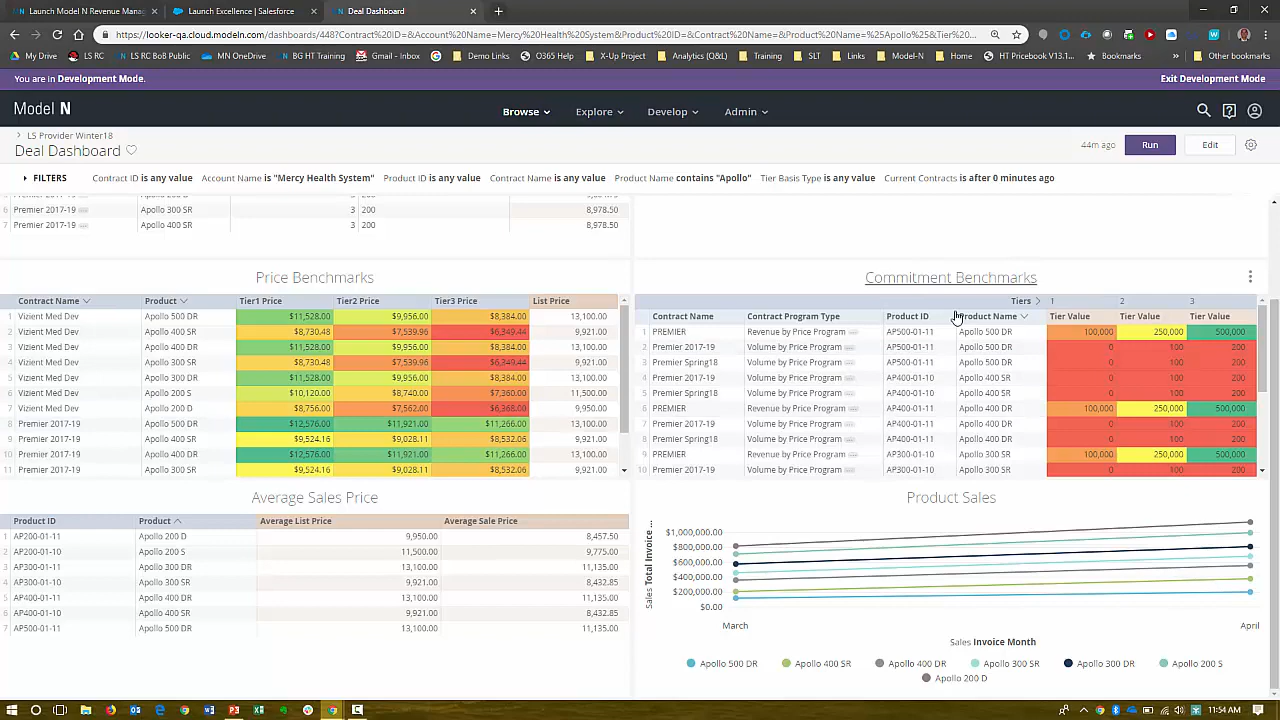 Launch Model N Revenue Mana
Launch Excellence | Salesforce
Deal Dashboard
https://looker-qa.cloud.modeln.com/dashboards/448?Contract%20ID=&Account%20Name=Mercy%20Health%20System&Product%20ID=&Contract%20Name=&Product%20Name=%25Apollo%25&Tier%2...
My Drive LS RC LS RC BoB Public MN OneDrive BG HT Training Gmail - Inbox Demo Links O365 Help X-Up Project Analytics (Q&L) Training SLT Links Model-N Home HT Pricebook V13.1... Bookmarks Other bookmarks
You are in Development Mode. Exit Development Mode
Model N Browse Explore Develop Admin
LS Provider Winter18
Deal Dashboard 44m ago Run Edit
FILTERS Contract ID is any value Account Name is "Mercy Health System" Product ID is any value Contract Name is any value Product Name contains "Apollo" Tier Basis Type is any value Current Contracts is after 0 minutes ago
6 Premier 2017-19 Apollo 300 SR 3 200 8,978.50
7 Premier 2017-19 Apollo 400 SR 3 200 8,978.50
Price Benchmarks
Contract Name Product Tier1 Price Tier2 Price Tier3 Price List Price
1 Vizient Med Dev Apollo 500 DR $11,528.00 $9,956.00 $8,384.00 13,100.00
2 Vizient Med Dev Apollo 400 SR $8,730.48 $7,539.96 $6,349.44 9,921.00
3 Vizient Med Dev Apollo 400 DR $11,528.00 $9,956.00 $8,384.00 13,100.00
4 Vizient Med Dev Apollo 300 SR $8,730.48 $7,539.96 $6,349.44 9,921.00
5 Vizient Med Dev Apollo 300 DR $11,528.00 $9,956.00 $8,384.00 13,100.00
6 Vizient Med Dev Apollo 200 S $10,120.00 $8,740.00 $7,360.00 11,500.00
7 Vizient Med Dev Apollo 200 D $8,756.00 $7,562.00 $6,368.00 9,950.00
8 Premier 2017-19 Apollo 500 DR $12,576.00 $11,921.00 $11,266.00 13,100.00
9 Premier 2017-19 Apollo 400 SR $9,524.16 $9,028.11 $8,532.06 9,921.00
10 Premier 2017-19 Apollo 400 DR $12,576.00 $11,921.00 $11,266.00 13,100.00
11 Premier 2017-19 Apollo 300 SR $9,524.16 $9,028.11 $8,532.06 9,921.00
Commitment Benchmarks
Tiers 2 3
Contract Name Contract Program Type Product ID Product Name Tier Value Tier Value Tier Value
1 PREMIER Revenue by Price Program AP500-01-11 Apollo 500 DR 100,000 250,000 500,000
2 Premier 2017-19 Volume by Price Program AP500-01-11 Apollo 500 DR 0 100 200
3 Premier Spring18 Volume by Price Program AP500-01-11 Apollo 500 DR 0 100 200
4 Premier 2017-19 Volume by Price Program AP400-01-10 Apollo 400 SR 0 100 200
5 Premier Spring18 Volume by Price Program AP400-01-10 Apollo 400 SR 0 100 200
6 PREMIER Revenue by Price Program AP400-01-11 Apollo 400 DR 100,000 250,000 500,000
7 Premier 2017-19 Volume by Price Program AP400-01-11 Apollo 400 DR 0 100 200
8 Premier Spring18 Volume by Price Program AP400-01-11 Apollo 400 DR 0 100 200
9 PREMIER Revenue by Price Program AP300-01-10 Apollo 300 SR 100,000 250,000 500,000
10 Premier 2017-19 Volume by Price Program AP300-01-10 Apollo 300 SR 0 100 200
Average Sales Price
Product ID Product Average List Price Average Sale Price
1 AP200-01-11 Apollo 200 D 9,950.00 8,457.50
2 AP200-01-10 Apollo 200 S 11,500.00 9,775.00
3 AP300-01-11 Apollo 300 DR 13,100.00 11,135.00
4 AP300-01-10 Apollo 300 SR 9,921.00 8,432.85
5 AP400-01-11 Apollo 400 DR 13,100.00 11,135.00
6 AP400-01-10 Apollo 400 SR 9,921.00 8,432.85
7 AP500-01-11 Apollo 500 DR 13,100.00 11,135.00
Product Sales
Sales Total Invoice ...
$1,000,000.00
$800,000.00
$600,000.00
$400,000.00
$200,000.00
$0.00
March April
Sales Invoice Month
Apollo 500 DR Apollo 400 SR Apollo 400 DR Apollo 300 SR Apollo 300 DR Apollo 200 S
Apollo 200 D
11:54 AM